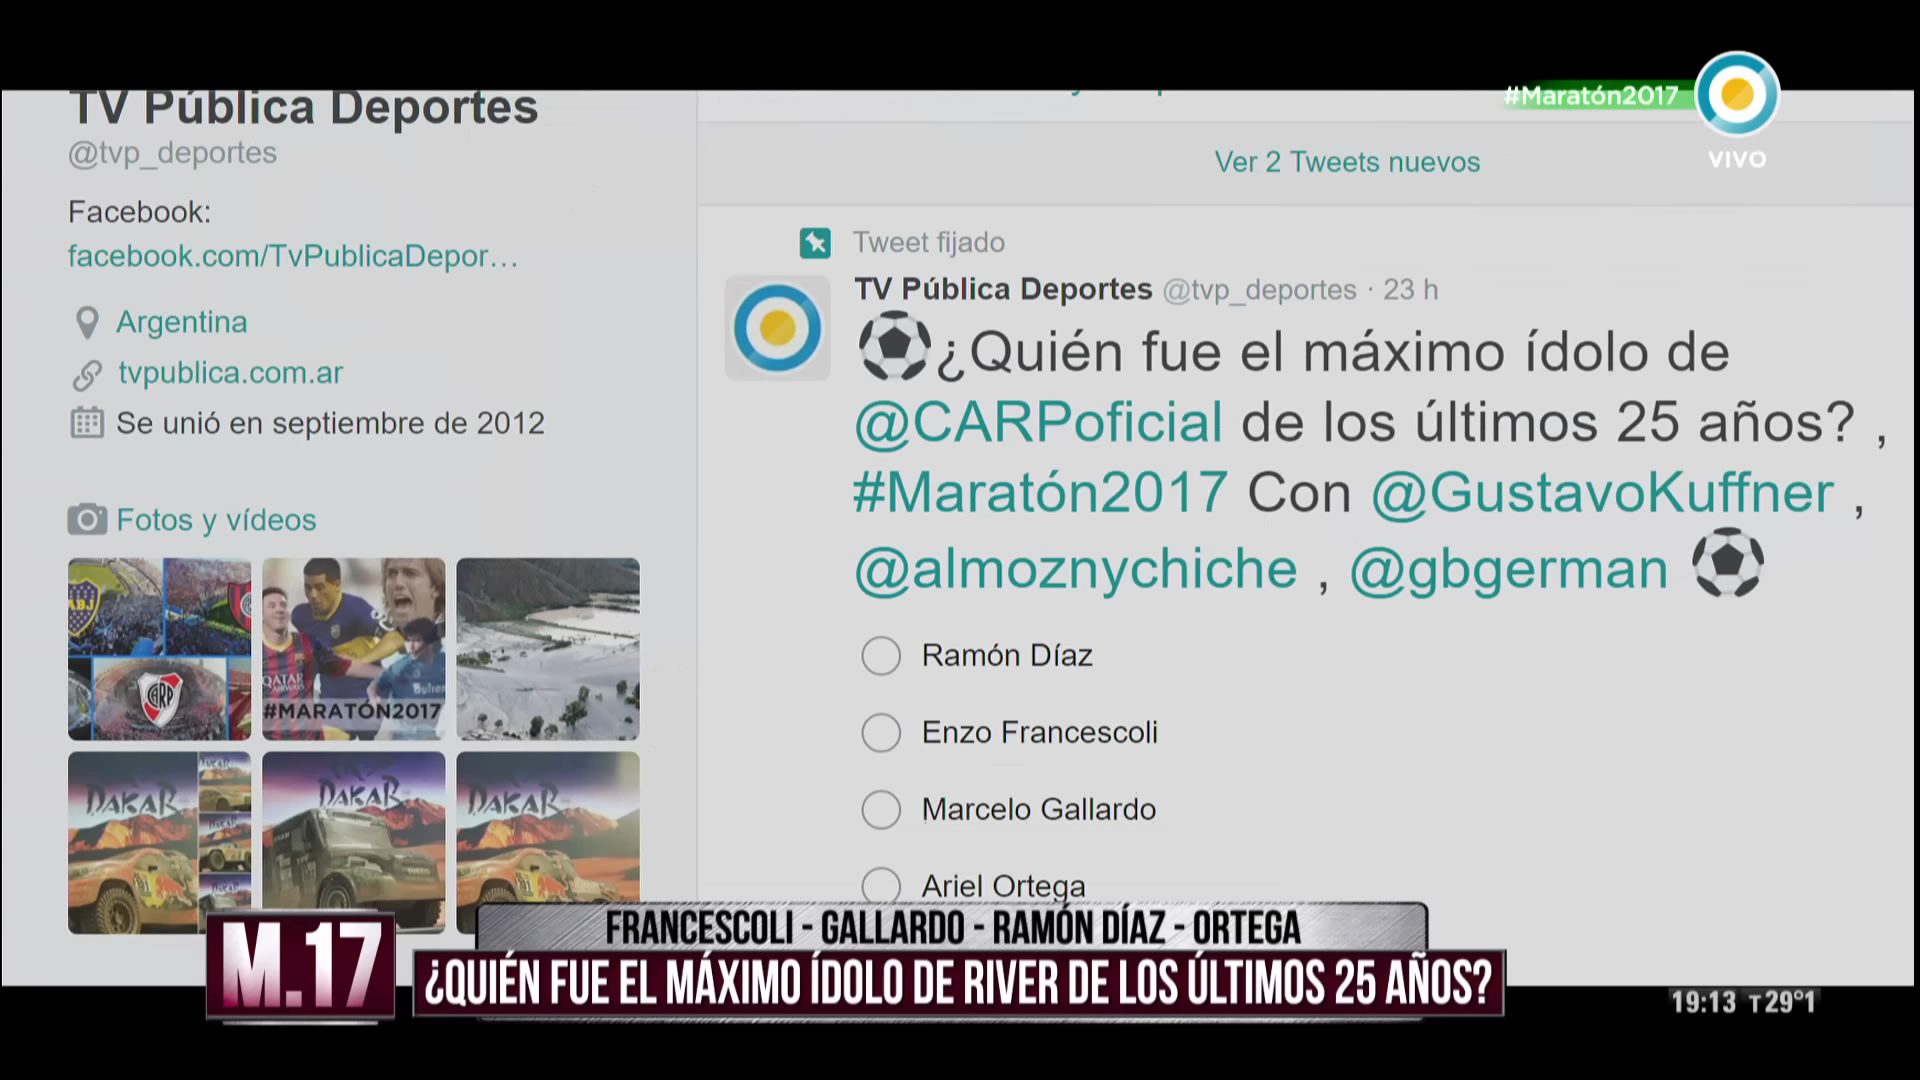 #Maratón2017
VIVO
TV Pública Deportes
@tvp_deportes
Facebook:
facebook.com/TvPublicaDepor…
Argentina
tvpublica.com.ar
Se unió en septiembre de 2012
Fotos y vídeos
CARP
QATAR
AIRWAYS
#MARATÓN2017
DAKAR
DAKAR
DAKAR
Ver 2 Tweets nuevos
Tweet fijado
TV Pública Deportes @tvp_deportes · 23 h
¿Quién fue el máximo ídolo de
@CARPoficial de los últimos 25 años? ,
#Maratón2017 Con @GustavoKuffner ,
@almoznychiche , @gbgerman
Ramón Díaz
Enzo Francescoli
Marcelo Gallardo
Ariel Ortega
M.17
FRANCESCOLI - GALLARDO - RAMÓN DÍAZ - ORTEGA
¿QUIÉN FUE EL MÁXIMO ÍDOLO DE RIVER DE LOS ÚLTIMOS 25 AÑOS?
19:13 T 29°1